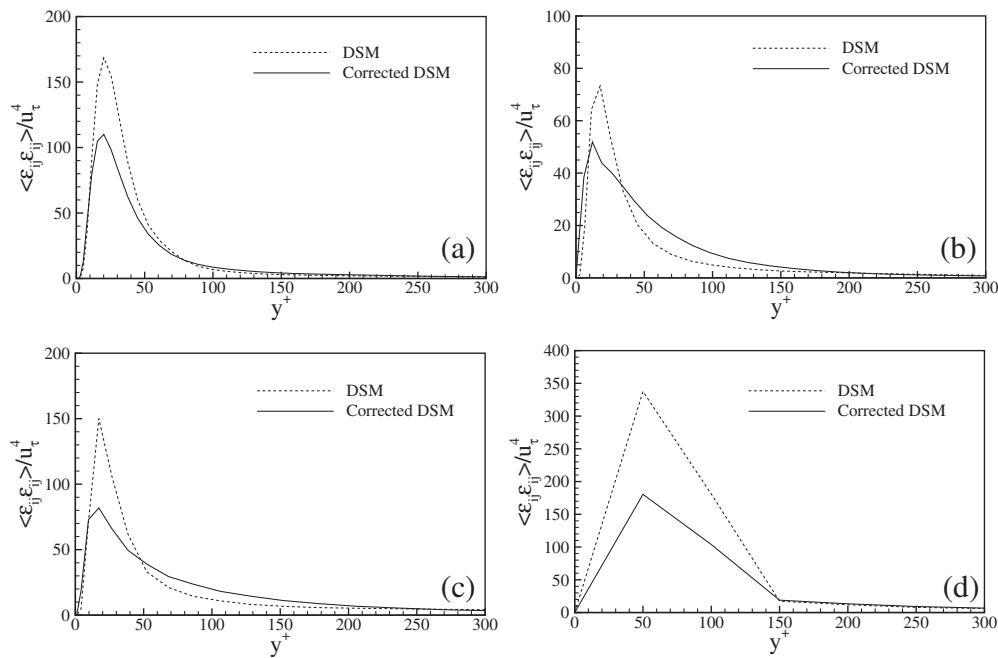 200
150
100
50
0
<ε_ij ε_ij>/u_τ^4
DSM
Corrected DSM
(a)
0 50 100 150 200 250 300
y^+
100
80
60
40
20
0
<ε_ij ε_ij>/u_τ^4
DSM
Corrected DSM
(b)
0 50 100 150 200 250 300
y^+
200
150
100
50
0
<ε_ij ε_ij>/u_τ^4
DSM
Corrected DSM
(c)
0 50 100 150 200 250 300
y^+
400
350
300
250
200
150
100
50
0
<ε_ij ε_ij>/u_τ^4
DSM
Corrected DSM
(d)
0 50 100 150 200 250 300
y^+